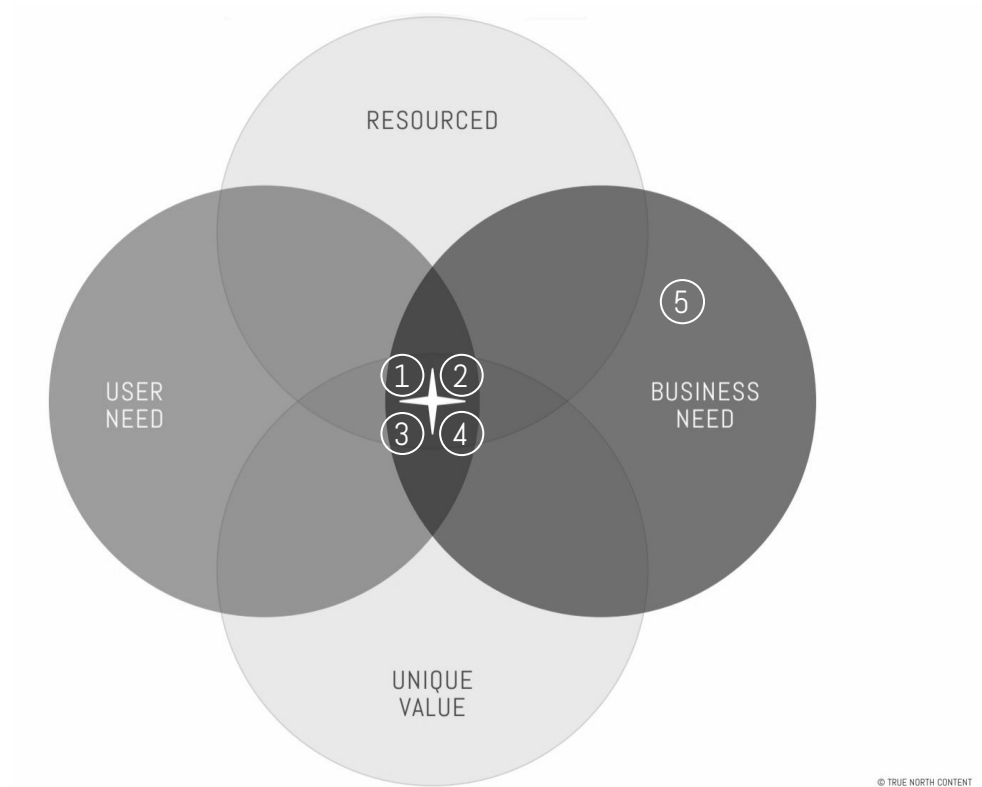 RESOURCED
5
1 2
USER
NEED
BUSINESS
NEED
3 4
UNIQUE
VALUE
© TRUE NORTH CONTENT